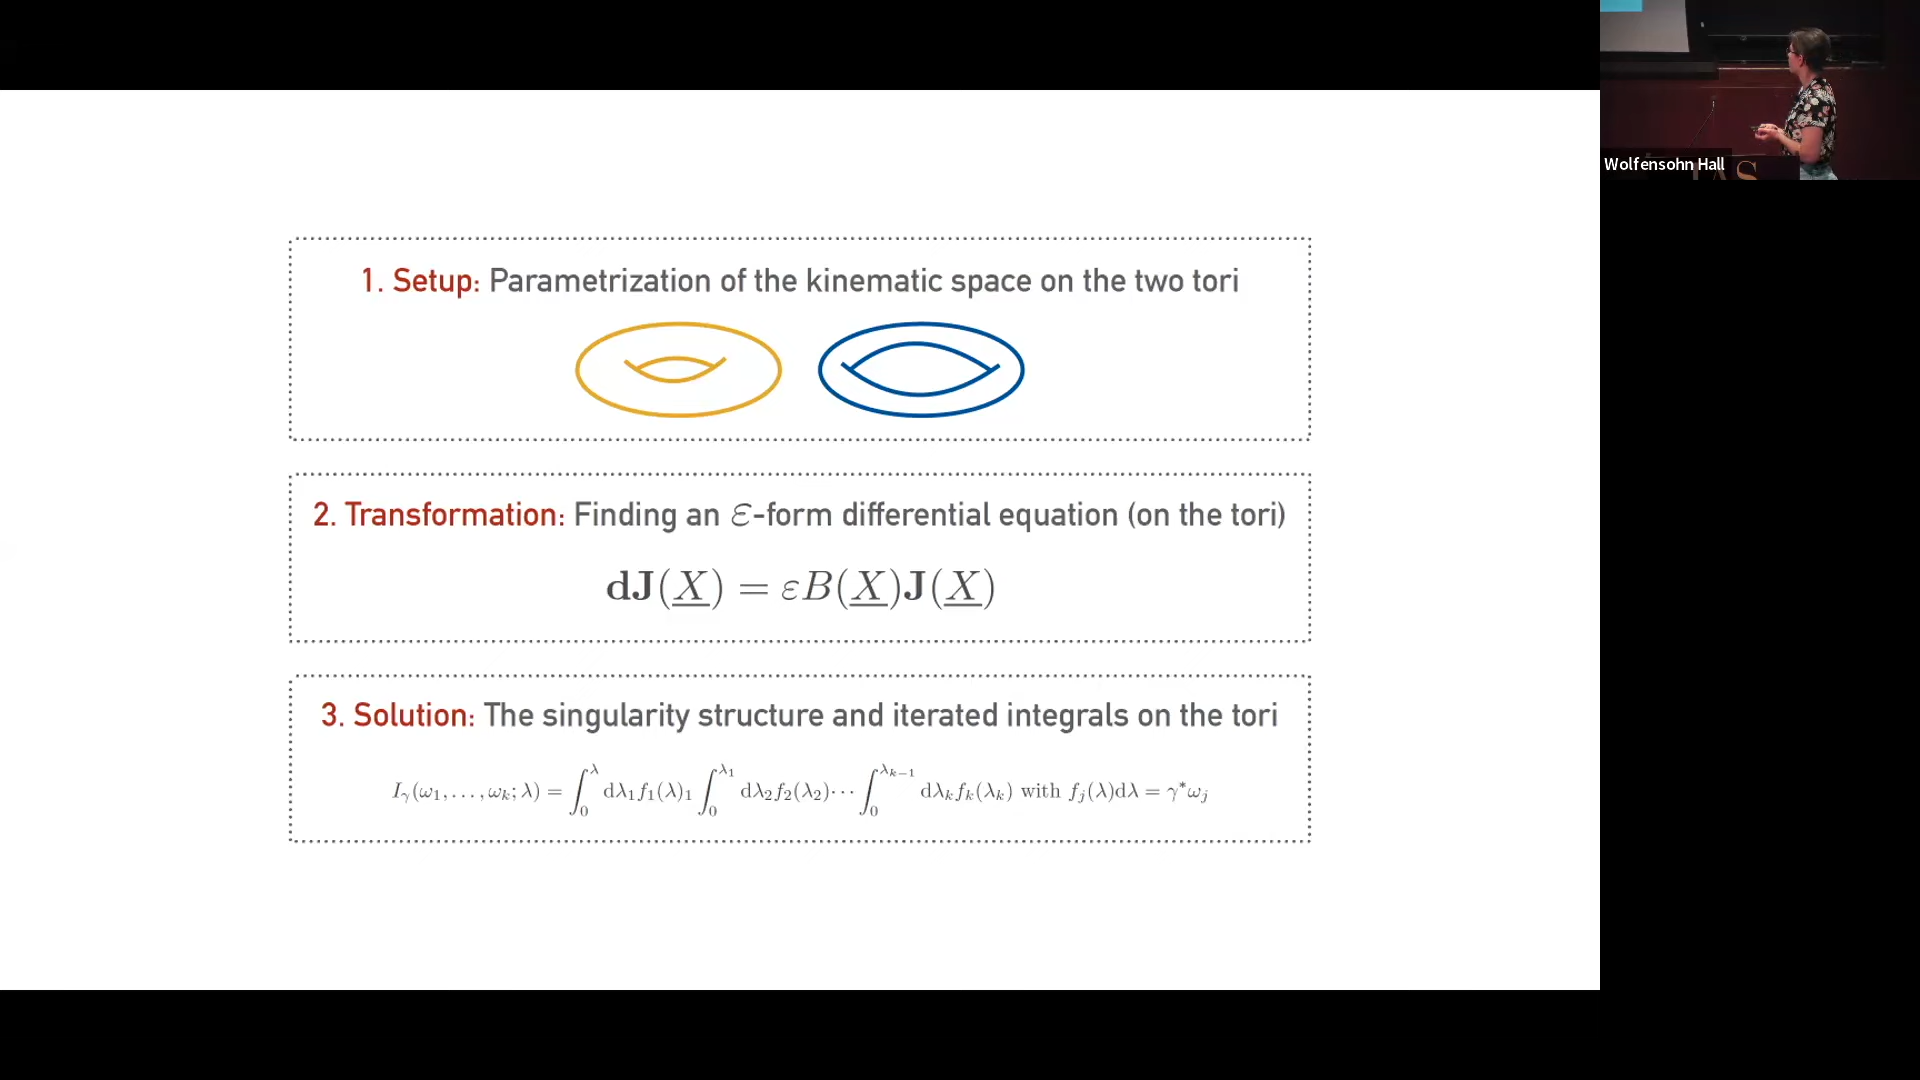 Wolfensohn Hall
1. Setup: Parametrization of the kinematic space on the two tori
2. Transformation: Finding an ε-form differential equation (on the tori)
dJ(X) = εB(X)J(X)
3. Solution: The singularity structure and iterated integrals on the tori
I_γ(ω_1, . . . , ω_k; λ) = ∫_0^λ dλ_1 f_1(λ)_1 ∫_0^{λ_1} dλ_2 f_2(λ_2) · · · ∫_0^{λ_{k−1}} dλ_k f_k(λ_k) with f_j(λ)dλ = γ*ω_j